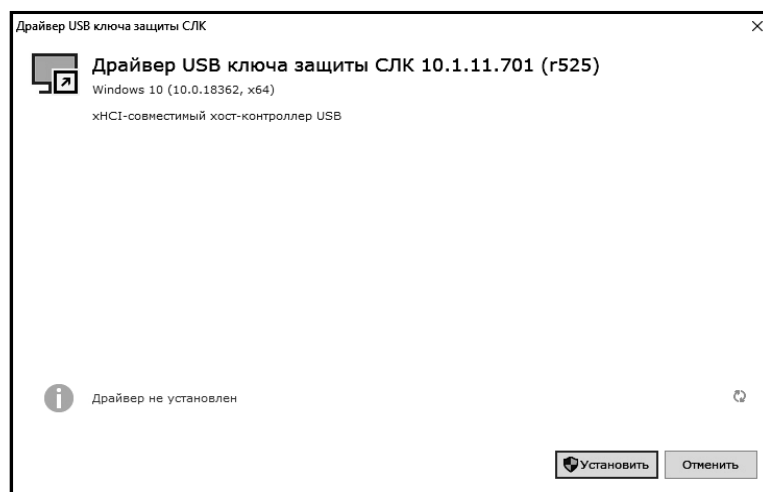 Драйвер USB ключа защиты СЛК
Драйвер USB ключа защиты СЛК 10.1.11.701 (r525)
Windows 10 (10.0.18362, x64)
xHCI-совместимый хост-контроллер USB
Драйвер не установлен
Установить
Отменить